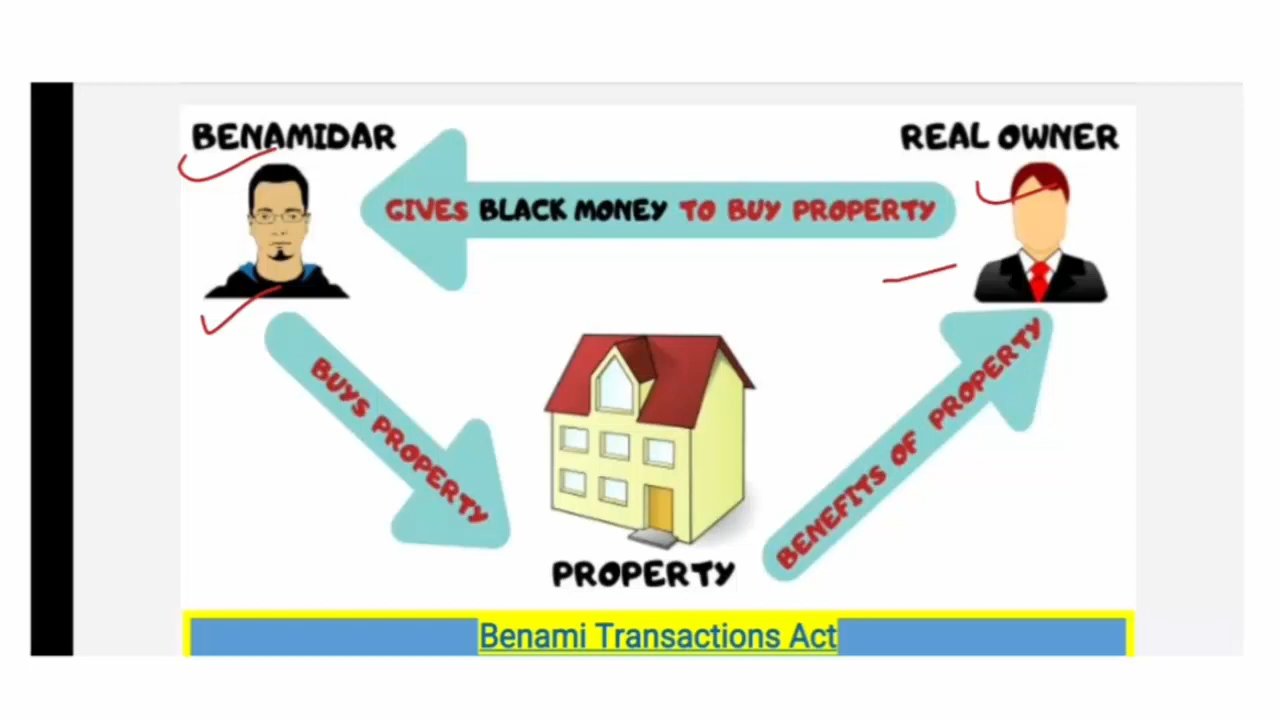 BENAMIDAR
REAL OWNER
GIVES BLACK MONEY TO BUY PROPERTY
BUYS PROPERTY
BENEFITS OF PROPERTY
PROPERTY
Benami Transactions Act